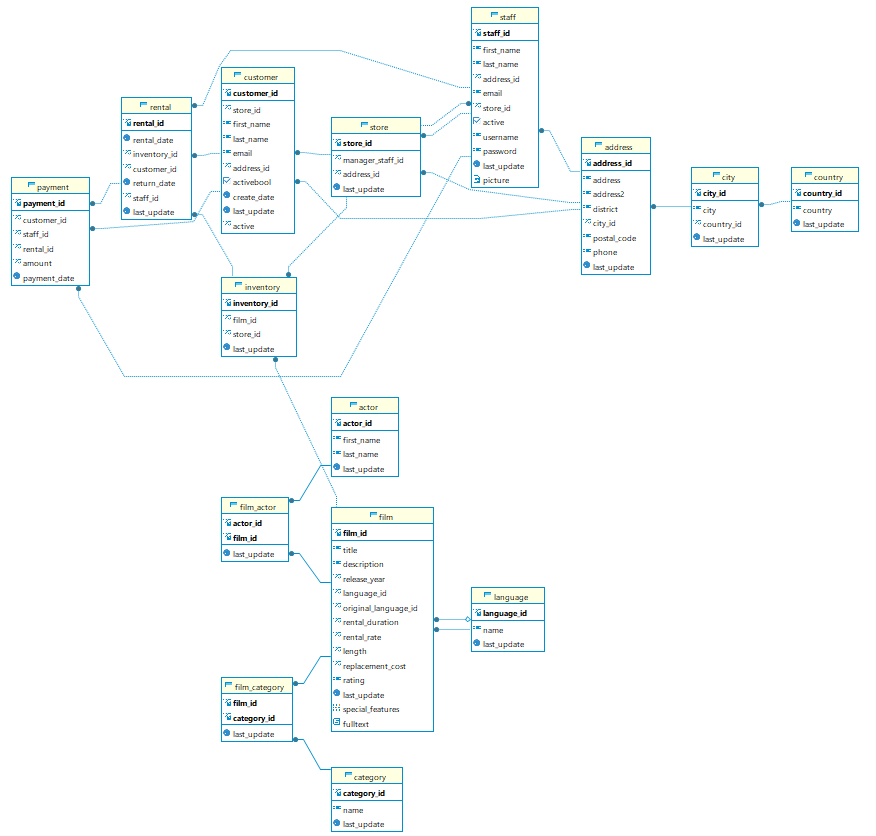 staff
staff_id
first_name
last_name
address_id
email
store_id
active
username
password
last_update
picture
customer
customer_id
store_id
first_name
last_name
email
address_id
activebool
create_date
last_update
active
rental
rental_id
rental_date
inventory_id
customer_id
return_date
staff_id
last_update
store
store_id
manager_staff_id
address_id
last_update
address
address_id
address
address2
district
city_id
postal_code
phone
last_update
city
city_id
city
country_id
last_update
country
country_id
country
last_update
payment
payment_id
customer_id
staff_id
rental_id
amount
payment_date
inventory
inventory_id
film_id
store_id
last_update
actor
actor_id
first_name
last_name
last_update
film_actor
actor_id
film_id
last_update
film
film_id
title
description
release_year
language_id
original_language_id
rental_duration
rental_rate
length
replacement_cost
rating
last_update
special_features
fulltext
language
language_id
name
last_update
film_category
film_id
category_id
last_update
category
category_id
name
last_update